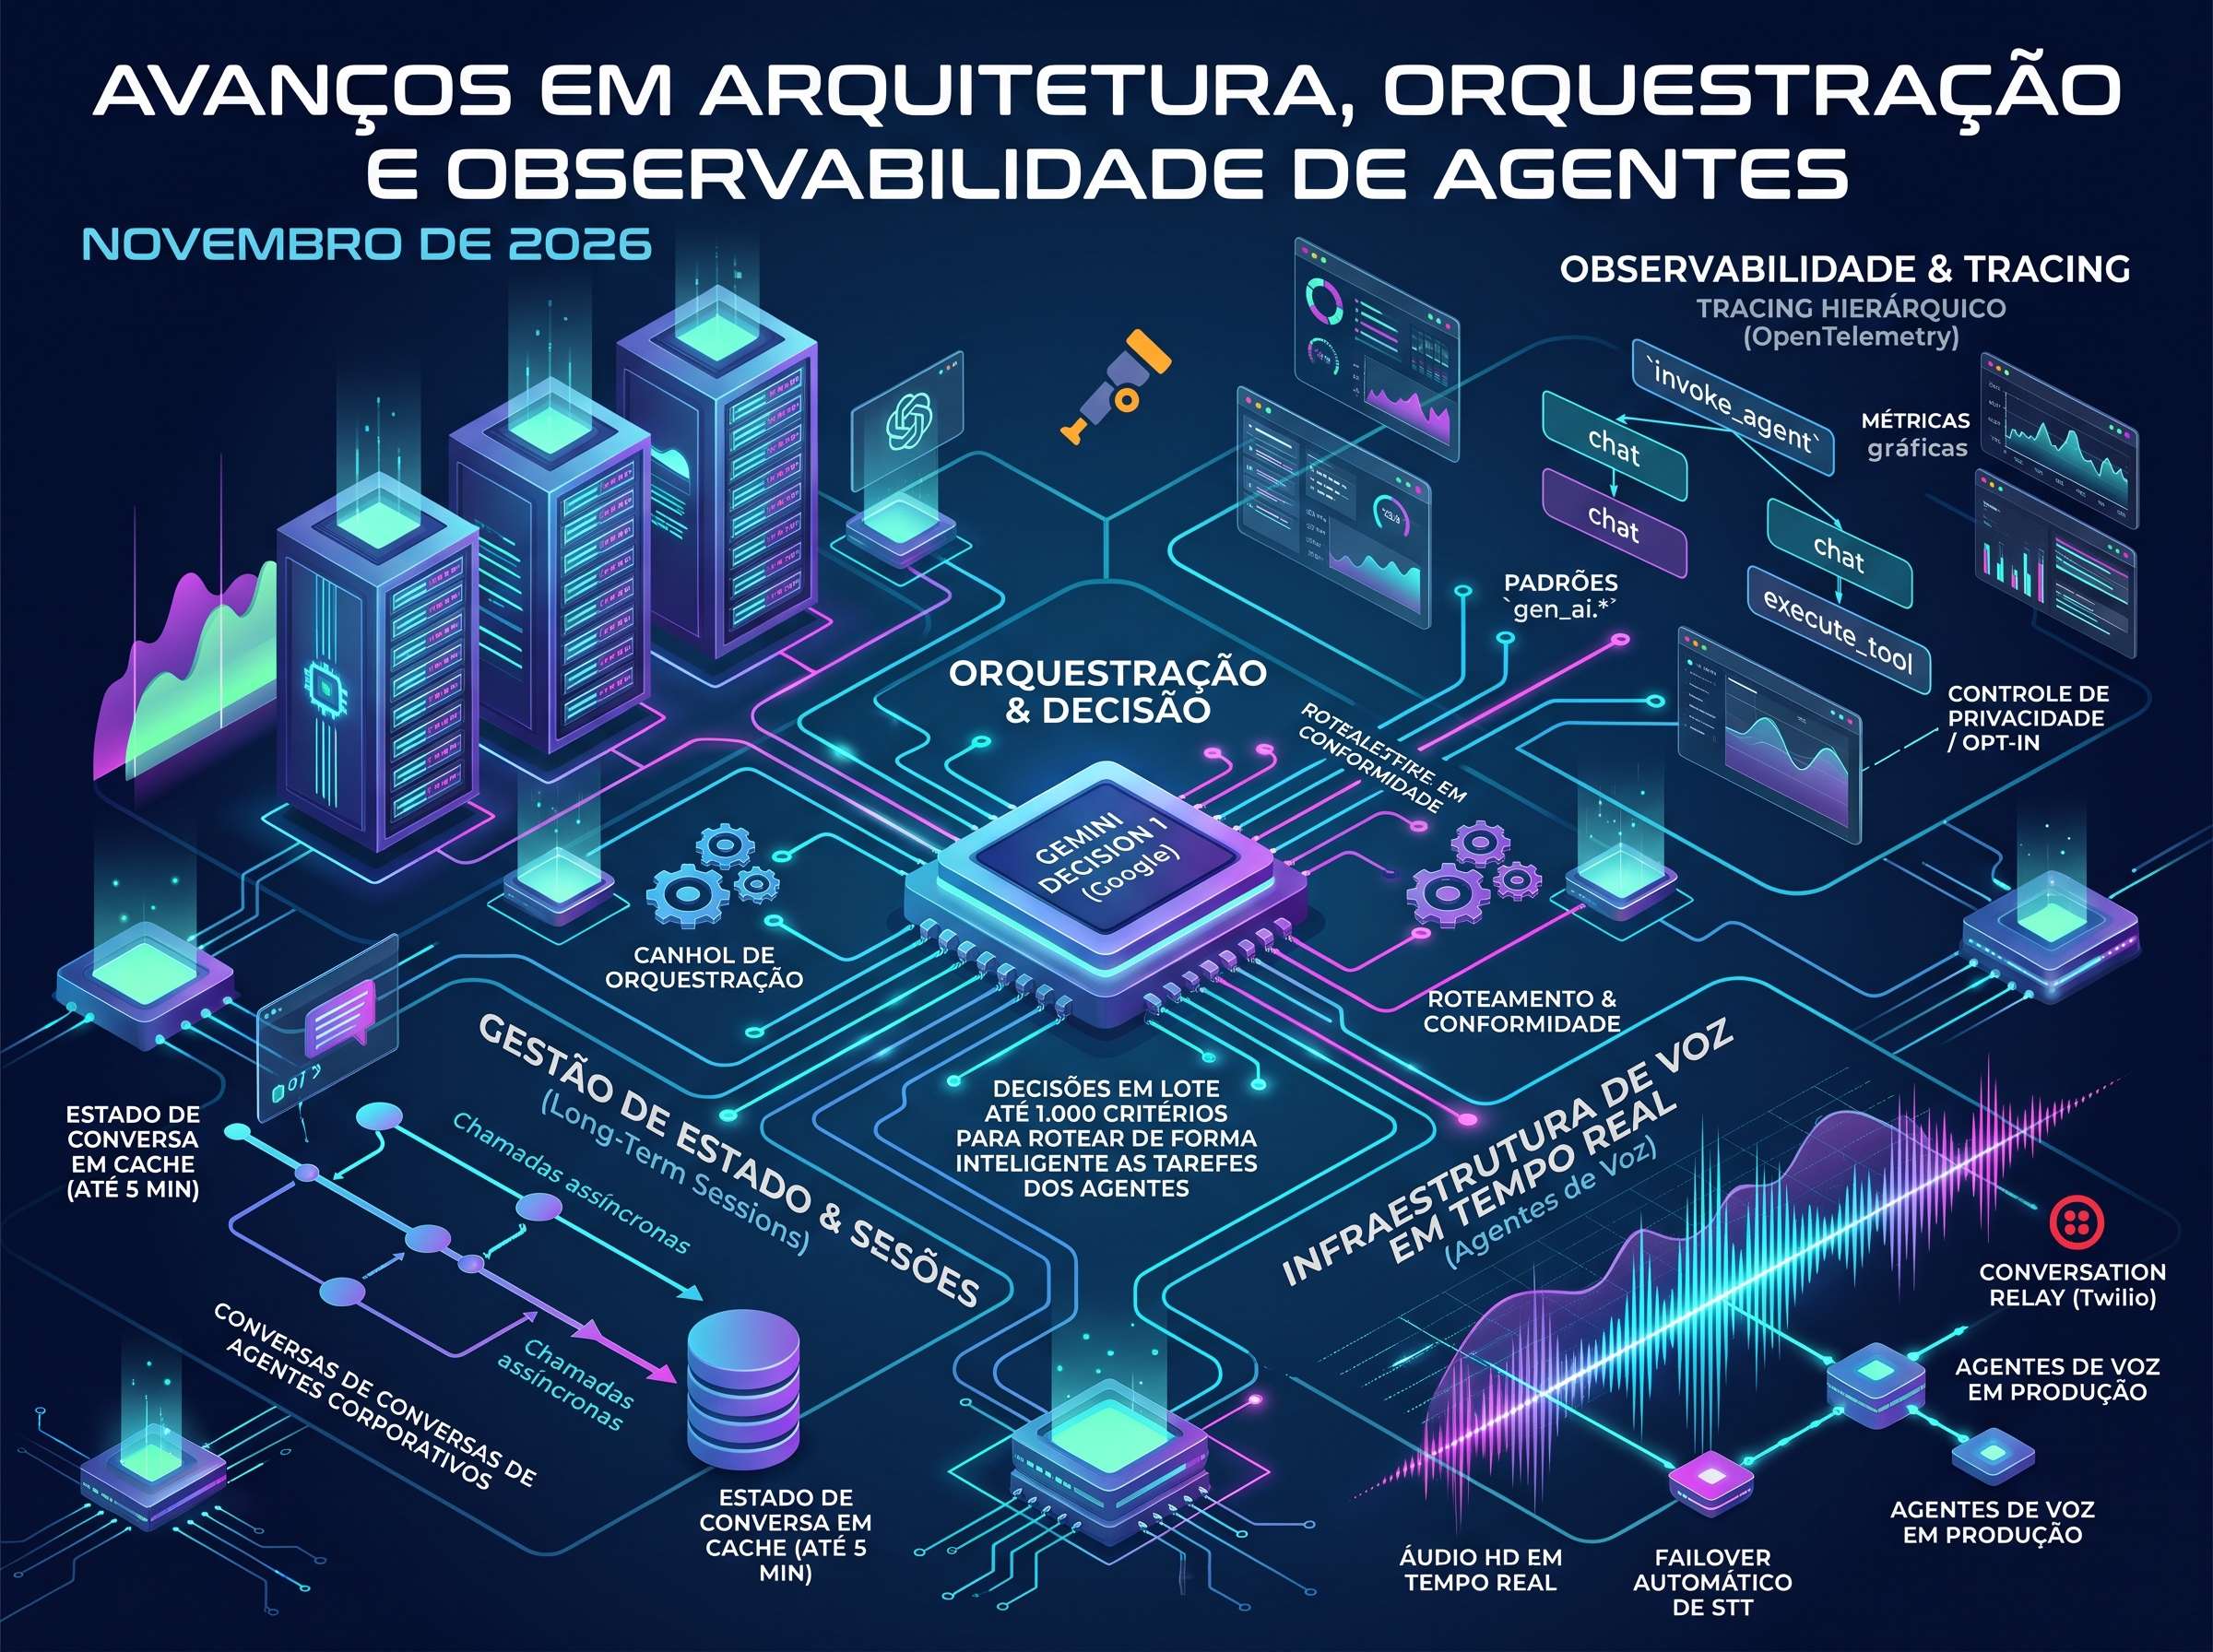 AVANÇOS EM ARQUITETURA, ORQUESTRAÇÃO
E OBSERVABILIDADE DE AGENTES
NOVEMBRO DE 2026
OBSERVABILIDADE & TRACING
TRACING HIERÁRQUICO
(OpenTelemetry)
`invoke_agent`
chat
chat
chat
execute_tool
MÉTRICAS
gráficas
PADRÕES
`gen_ai.*`
CONTROLE DE
PRIVACIDADE
/ OPT-IN
ORQUESTRAÇÃO
& DECISÃO
EM
CONFORMIDADE
GEMINI
DECISION 1
(Google)
CANHOL DE
ORQUESTRAÇÃO
ROTEAMENTO &
CONFORMIDADE
DECISÕES EM LOTE
ATÉ 1.000 CRITÉRIOS
PARA ROTEAR DE FORMA
INTELIGENTE AS TAREFES
DOS AGENTES
GESTÃO DE ESTADO & SESÕES
(Long-Term Sessions)
ESTADO DE
CONVERSA
EM CACHE
(ATÉ 5 MIN)
Chamadas assíncronas
Chamadas
assíncronas
CONVERSAS DE CONVERSAS DE
AGENTES CORPORATIVOS
ESTADO DE
CONVERSA EM
CACHE (ATÉ 5
MIN)
INFRAESTRUTURA DE VOZ
EM TEMPO REAL
(Agentes de Voz)
CONVERSATION
RELAY (Twilio)
AGENTES DE VOZ
EM PRODUÇÃO
AGENTES DE VOZ
EM PRODUÇÃO
ÁUDIO HD EM
TEMPO REAL
FAILOVER
AUTOMÁTICO
DE STT